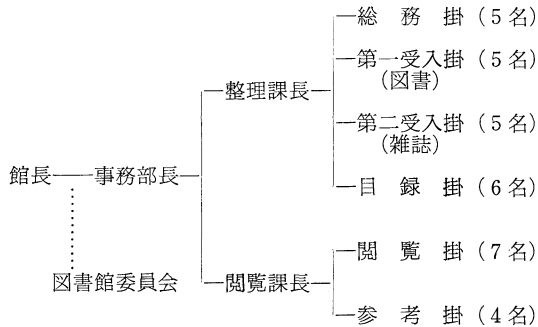 総務掛（5名）
第一受入掛（5名）
（図書）
整理課長
第二受入掛（5名）
（雑誌）
館長
事務部長
目録掛（6名）
閲覧掛（7名）
図書館委員会
閲覧課長
参考掛（4名）